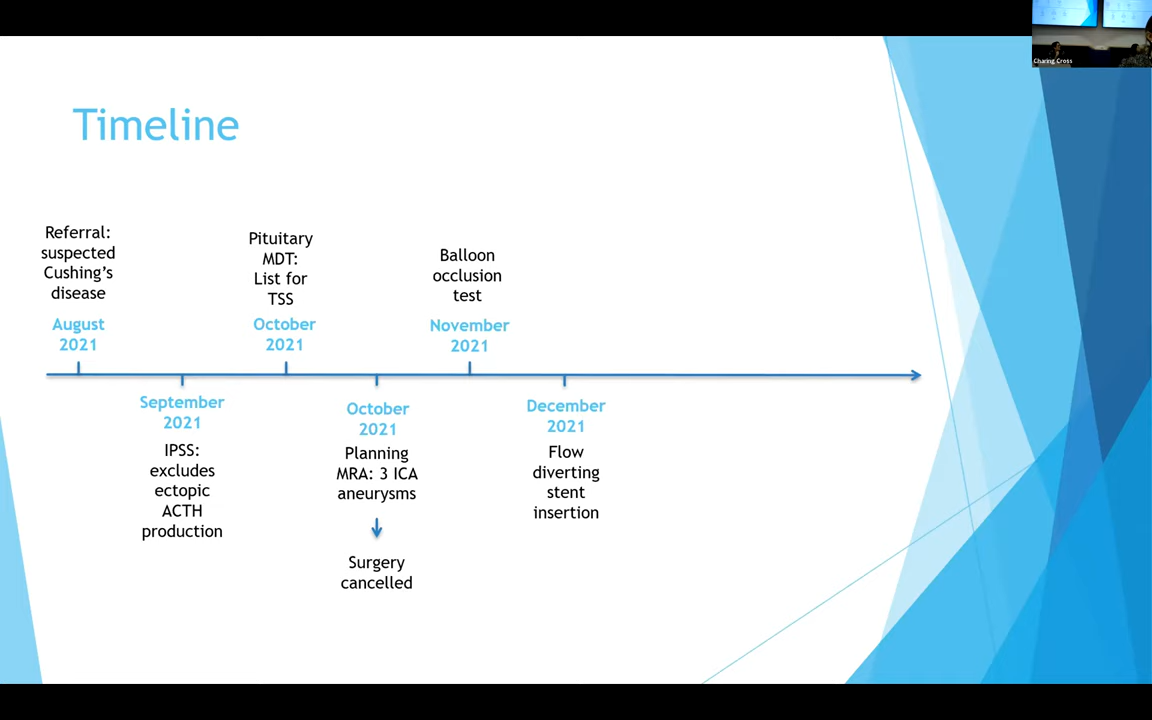 Charing Cross
Timeline
Referral:
suspected
Cushing's
disease
August
2021
September
2021
IPSS:
excludes
ectopic
ACTH
production
Pituitary
MDT:
List for
TSS
October
2021
October
2021
Planning
MRA: 3 ICA
aneurysms
Surgery
cancelled
Balloon
occlusion
test
November
2021
December
2021
Flow
diverting
stent
insertion